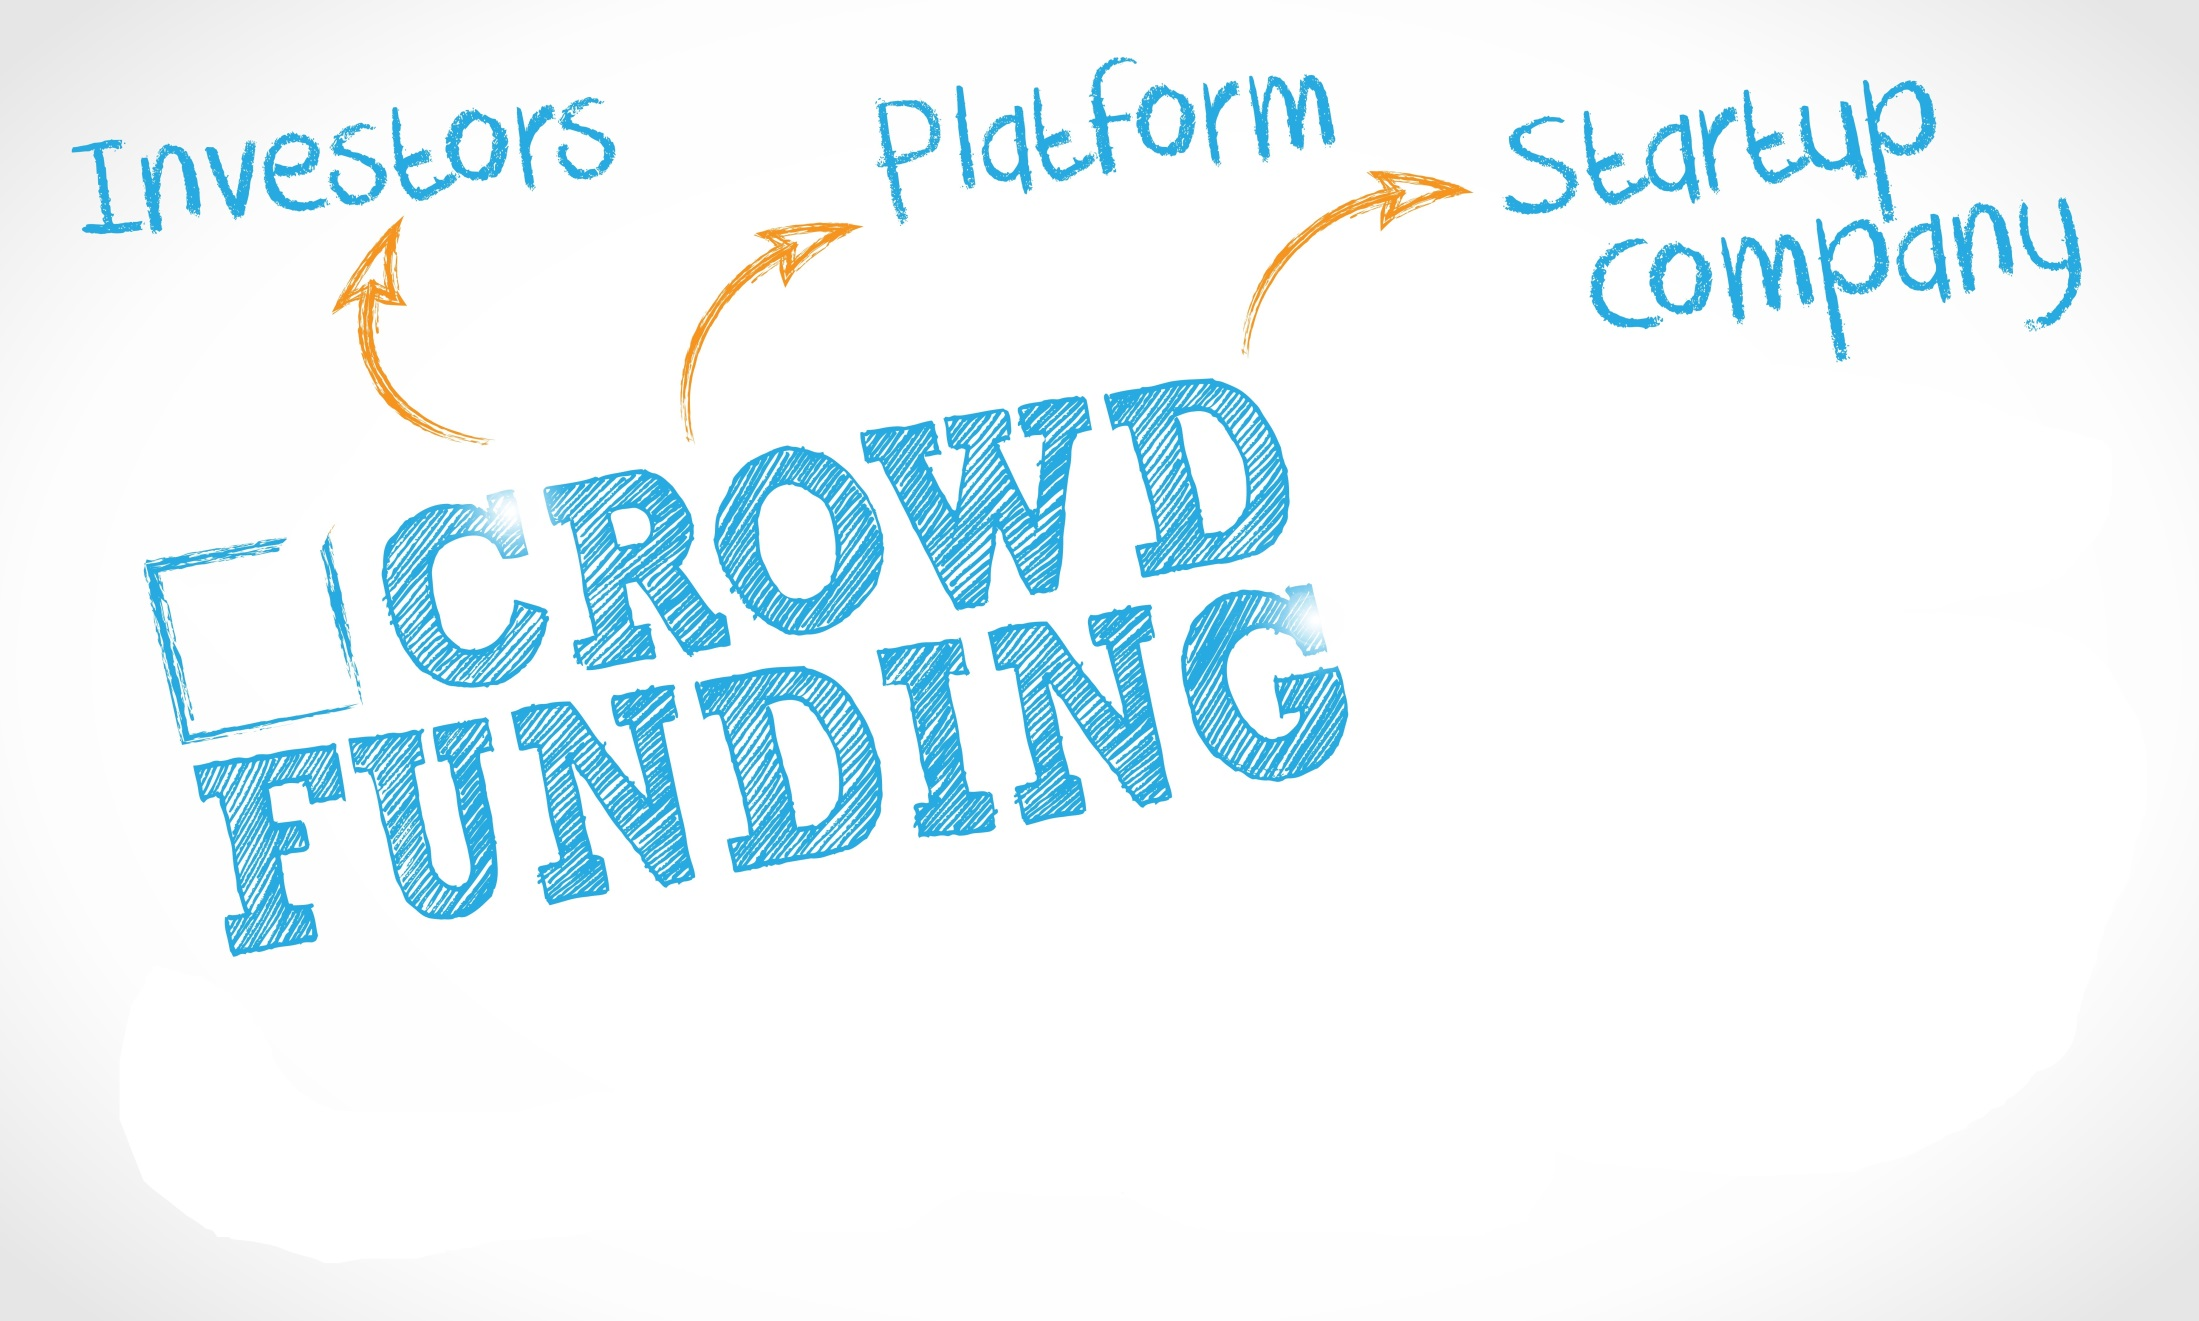 Investors
Platform
Startup
company
CROWD
FUNDING